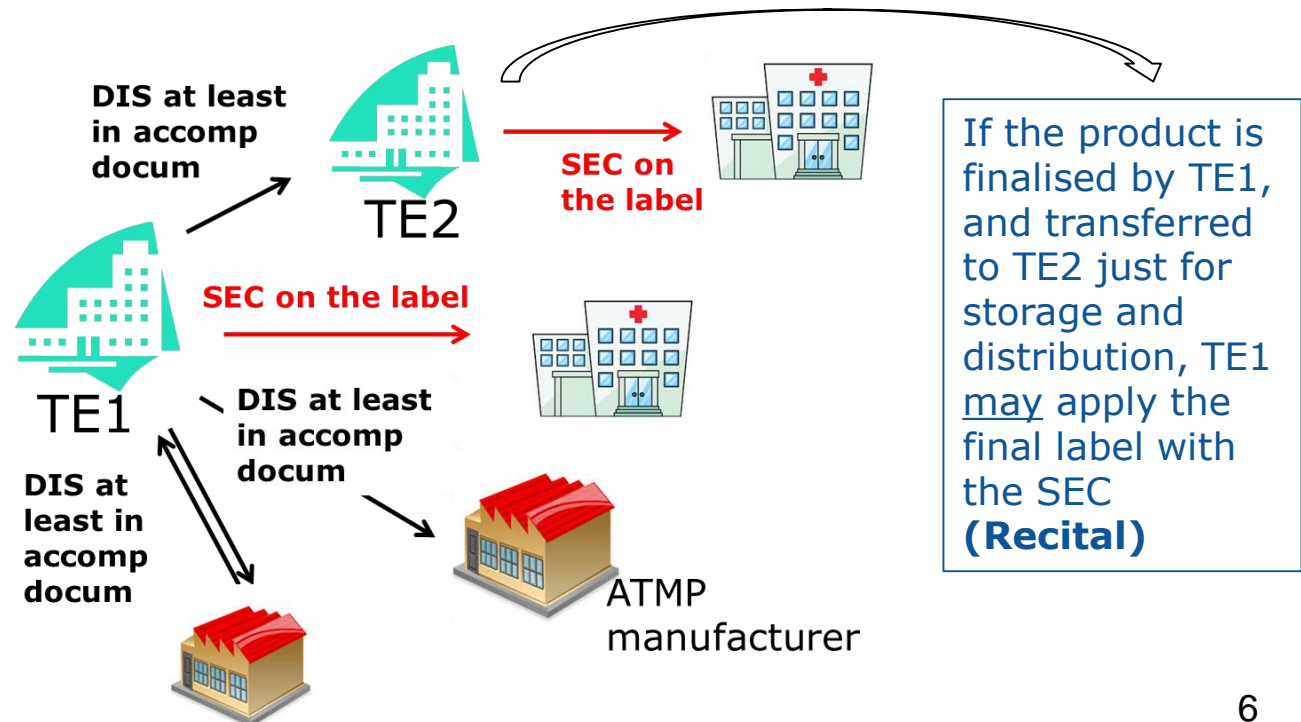 DIS at least
in accomp
docum
TE2
SEC on
the label
TE1
SEC on the label
DIS at least
in accomp
docum
DIS at
least in
accomp
docum
ATMP
manufacturer
If the product is
finalised by TE1,
and transferred
to TE2 just for
storage and
distribution, TE1
may apply the
final label with
the SEC
(Recital)
6